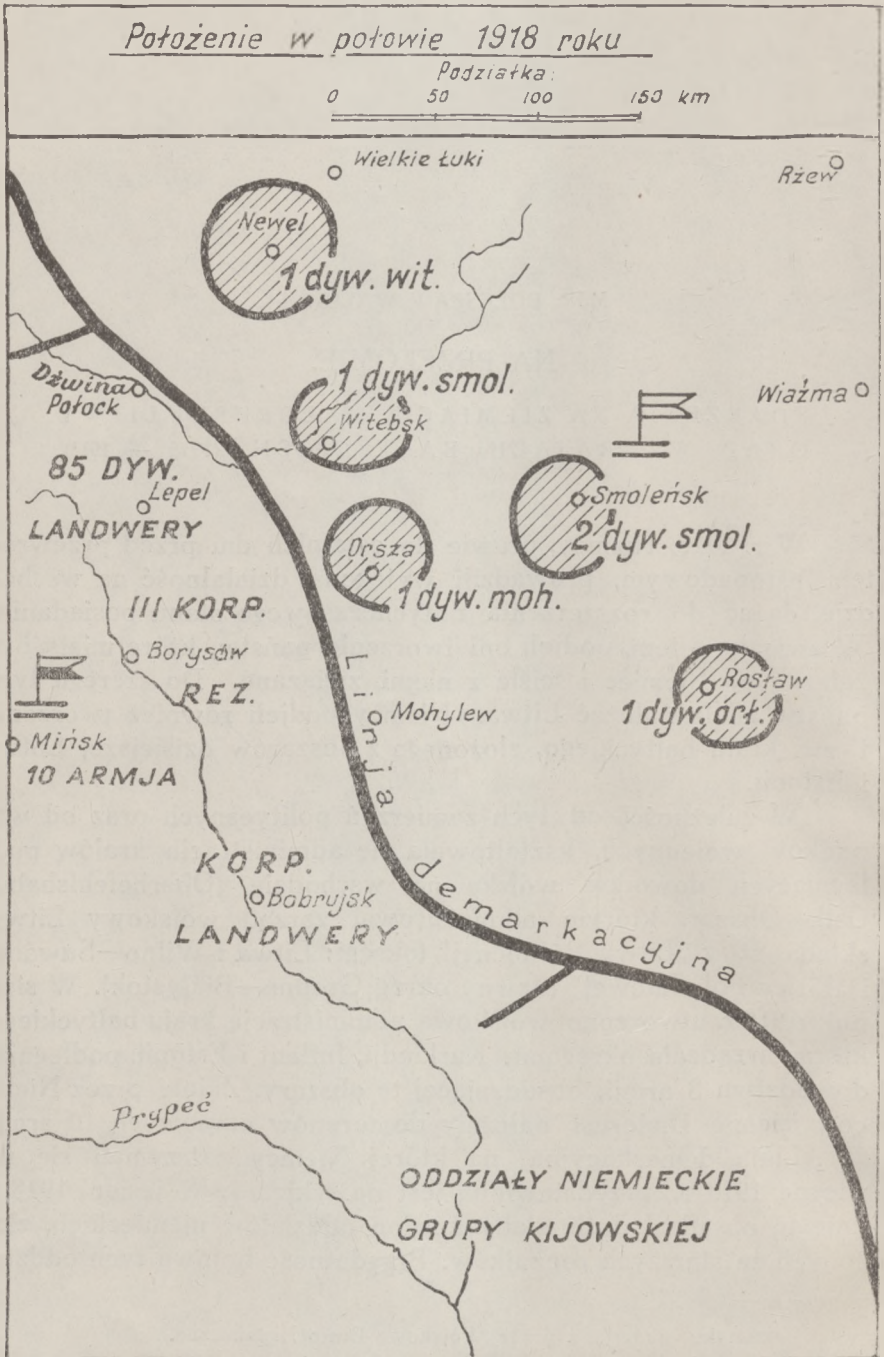 Położenie w połowie 1918 roku
Podziałka:
0 50 100 150 km
Wielkie Łuki
Rżew
Newel
1 dyw. wit.
1 dyw. smol.
Dźwina
Połock
Witebsk
Wiaźma
85 DYW.
Lepel
LANDWERY
Smoleńsk
2 dyw. smol.
Orsza
1 dyw. moh.
III KORP.
Borysów
REZ.
Rosław
1 dyw. orł.
Mohylew
Mińsk
10 ARMJA
Linja demarkacyjna
KORP.
Bobrujsk
LANDWERY
Prypeć
ODDZIAŁY NIEMIECKIE
GRUPY KIJOWSKIEJ